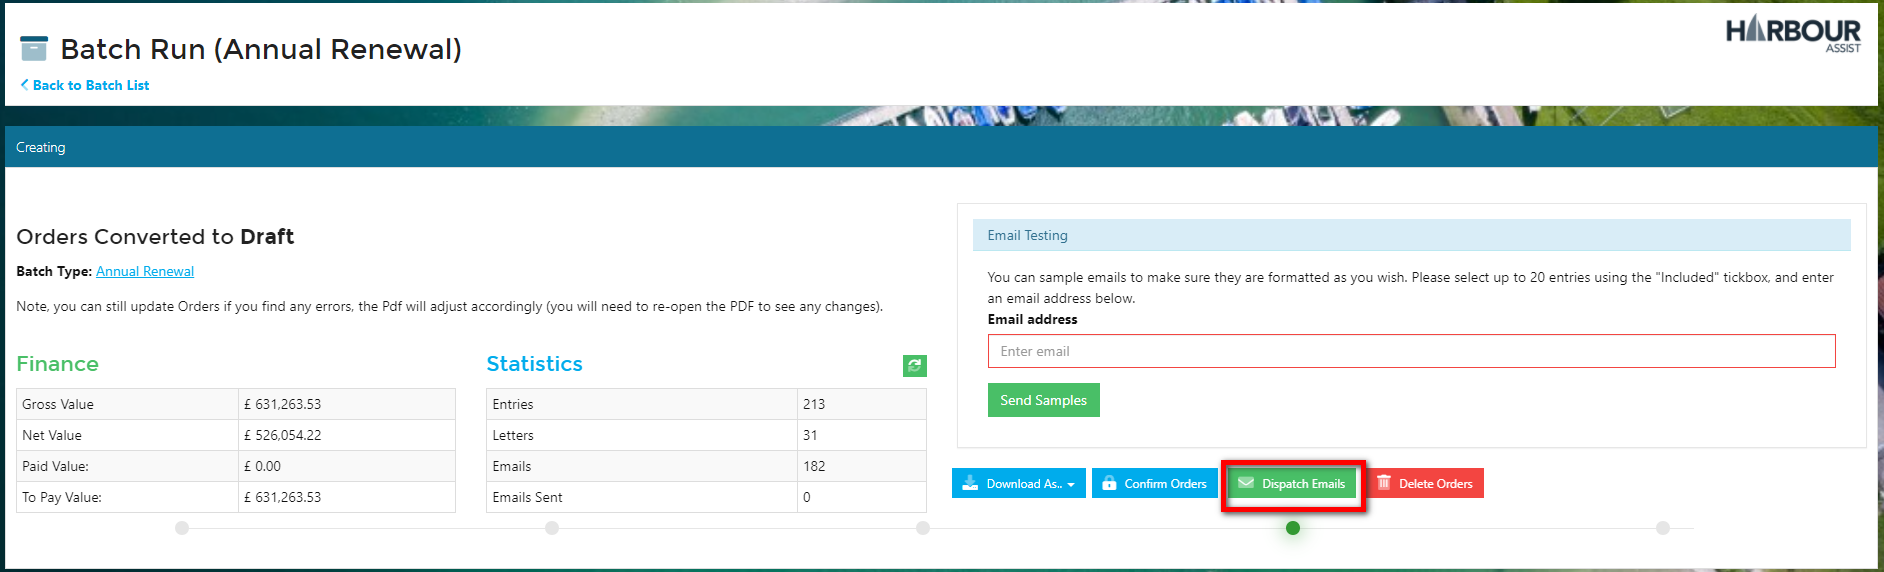 Batch Run (Annual Renewal)
HARBOUR
ASSIST
Back to Batch List
Creating
Orders Converted to Draft
Batch Type: Annual Renewal
Note, you can still update Orders if you find any errors, the Pdf will adjust accordingly (you will need to re-open the PDF to see any changes).
Finance
Gross Value £ 631,263.53
Net Value £ 526,054.22
Paid Value: £ 0.00
To Pay Value: £ 631,263.53
Statistics
Entries 213
Letters 31
Emails 182
Emails Sent 0
Email Testing
You can sample emails to make sure they are formatted as you wish. Please select up to 20 entries using the "Included" tickbox, and enter
an email address below.
Email address
Enter email
Send Samples
Download As.. Confirm Orders Dispatch Emails Delete Orders